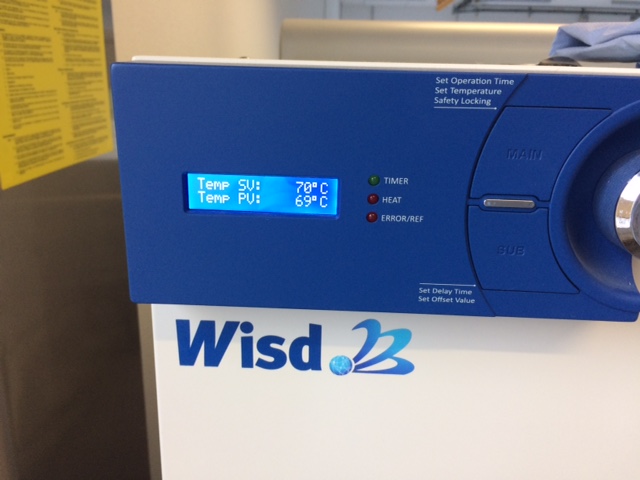 Set Operation Time
Set Temperature
Safety Locking
MAIN
Temp SV: 70°C
Temp PV: 69°C
TIMER
HEAT
ERROR/REF
SUB
Set Delay Time
Set Offset Value
Wisd